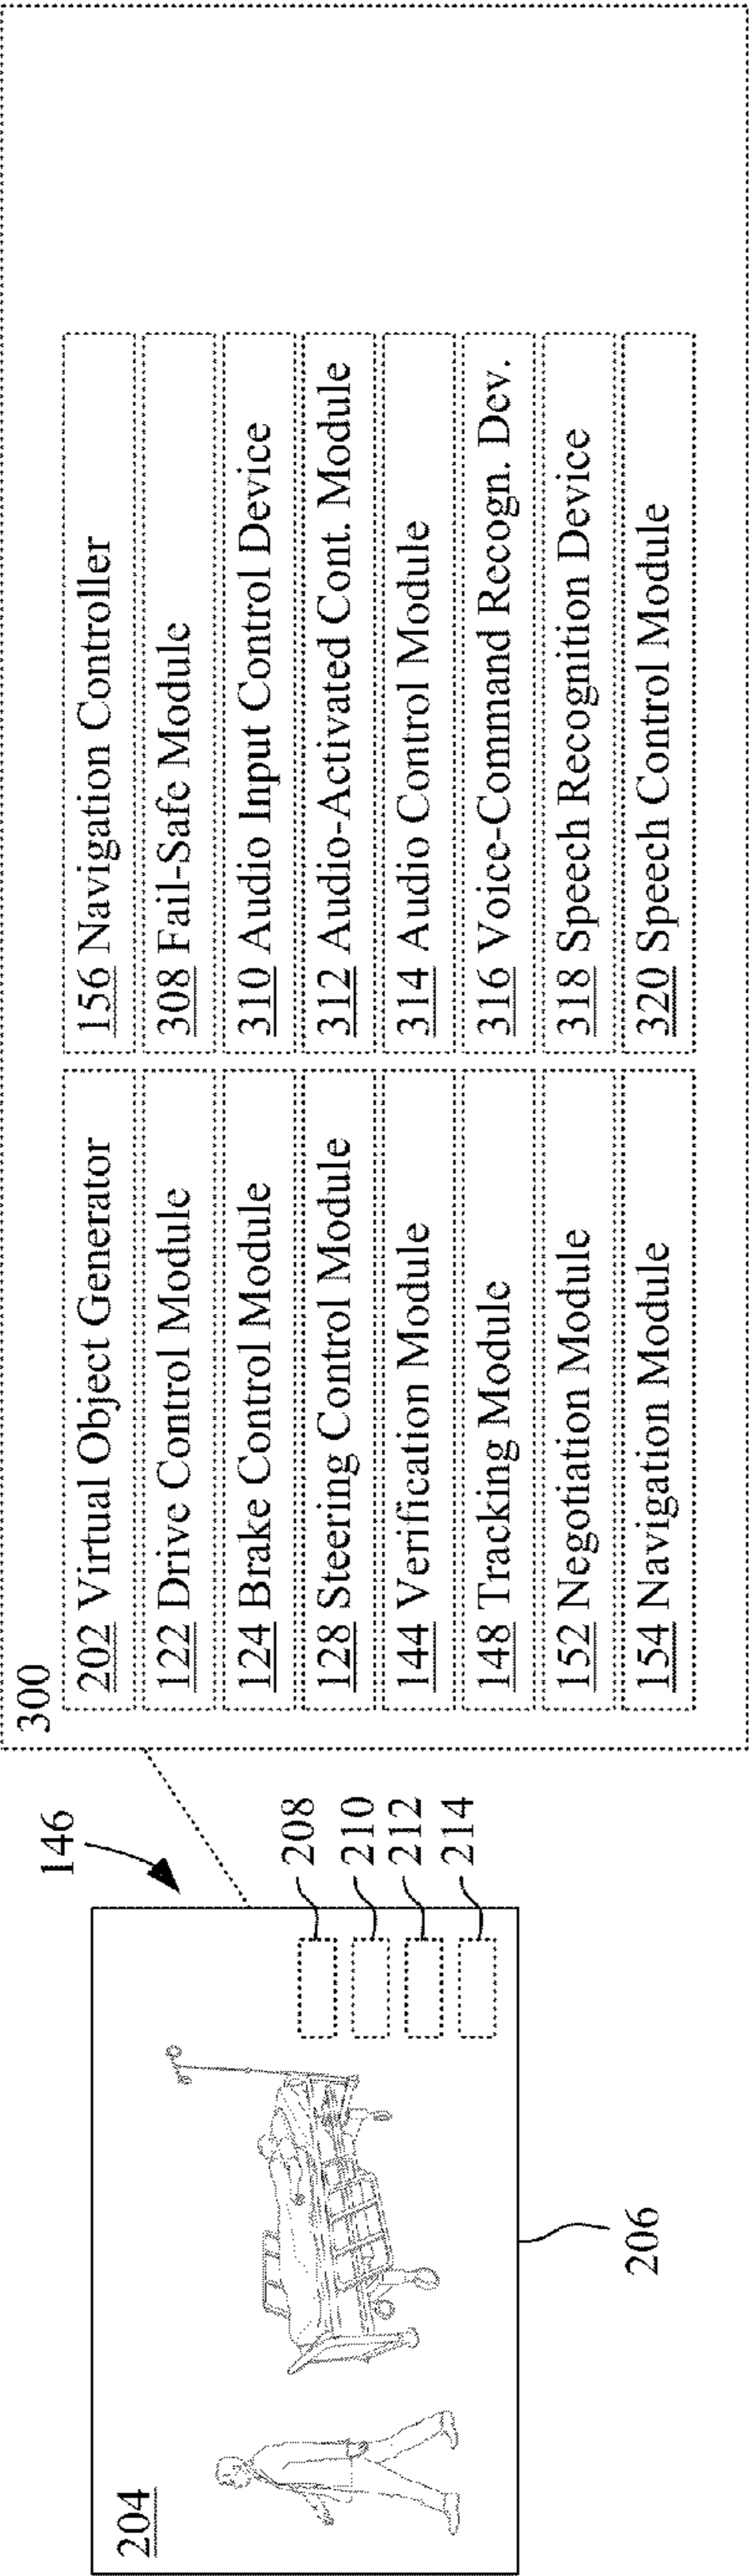 204
206
146
208
210
212
214
300
202 Virtual Object Generator
122 Drive Control Module
124 Brake Control Module
128 Steering Control Module
144 Verification Module
148 Tracking Module
152 Negotiation Module
154 Navigation Module
156 Navigation Controller
308 Fail-Safe Module
310 Audio Input Control Device
312 Audio-Activated Cont. Module
314 Audio Control Module
316 Voice-Command Recogn. Dev.
318 Speech Recognition Device
320 Speech Control Module